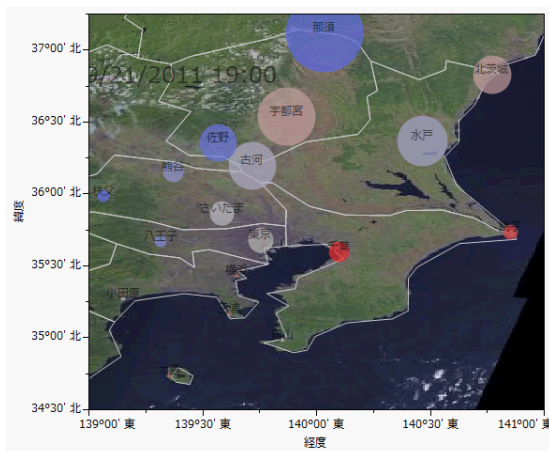 那須
37°00' 北
北茨城
3/21/2011 19:00
宇都宮
36°30' 北
佐野
水戸
古河
熊谷
36°00' 北
秩父
さいたま
緯度
八王子
東京
千葉
35°30' 北
小田原
35°00' 北
34°30' 北
139°00' 東
139°30' 東
140°00' 東
140°30' 東
141°00' 東
経度